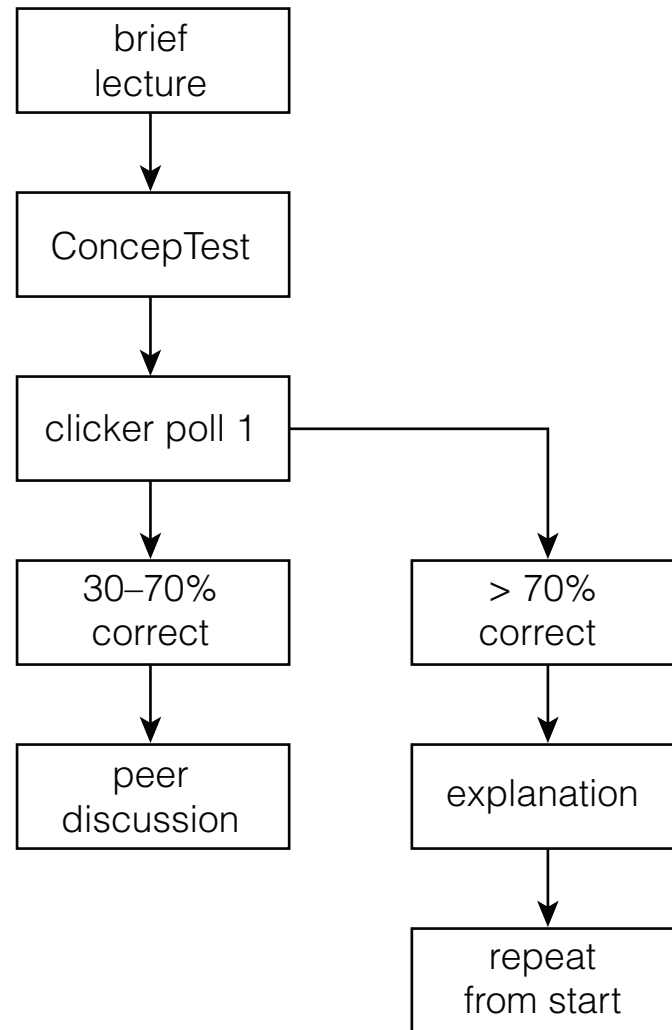 brief
lecture
ConcepTest
clicker poll 1
30–70%
correct
peer
discussion
> 70%
correct
explanation
repeat
from start